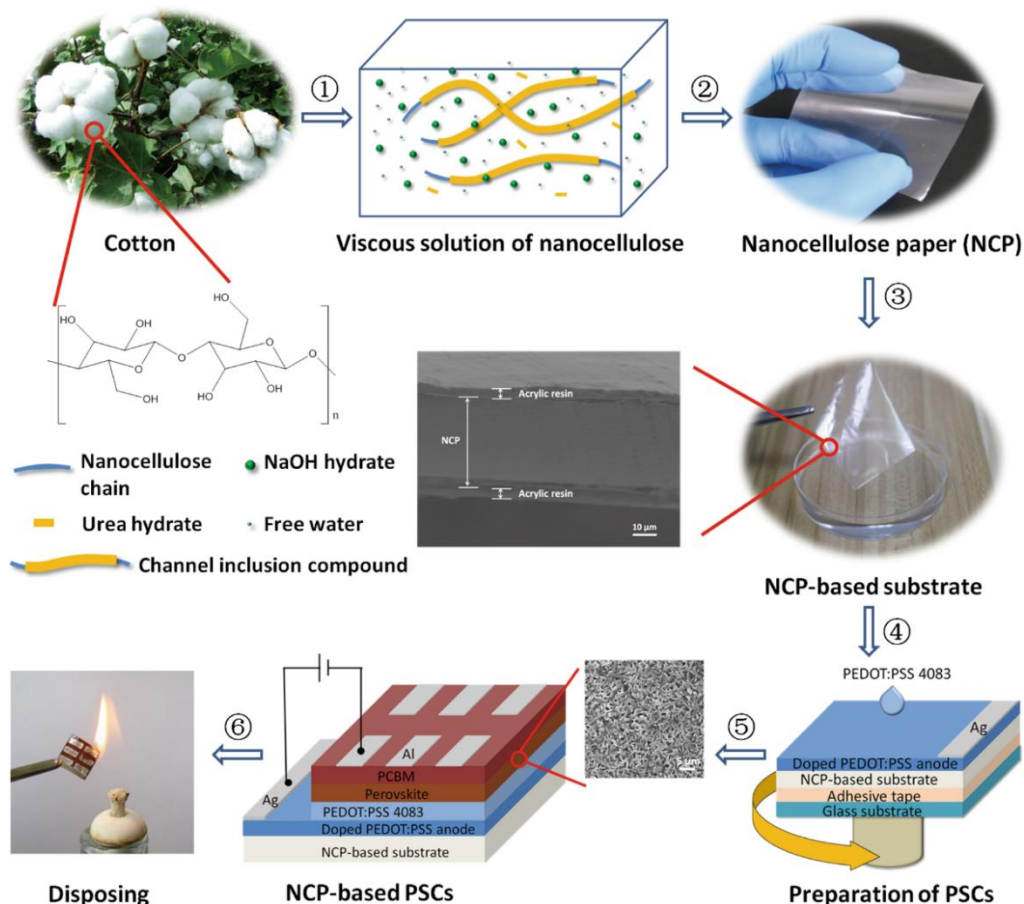 ①
②
Cotton
Viscous solution of nanocellulose
Nanocellulose paper (NCP)
③
HO
OH
HO
O
O
O
O
OH
HO
OH
OH
n
Nanocellulose
chain
NaOH hydrate
Urea hydrate
Free water
Channel inclusion compound
Acrylic resin
NCP
Acrylic resin
10 μm
NCP-based substrate
④
PEDOT:PSS 4083
Ag
Doped PEDOT:PSS anode
NCP-based substrate
Adhesive tape
Glass substrate
Preparation of PSCs
⑤
5 μm
Al
PCBM
Perovskite
Ag
PEDOT:PSS 4083
Doped PEDOT:PSS anode
NCP-based substrate
NCP-based PSCs
⑥
Disposing